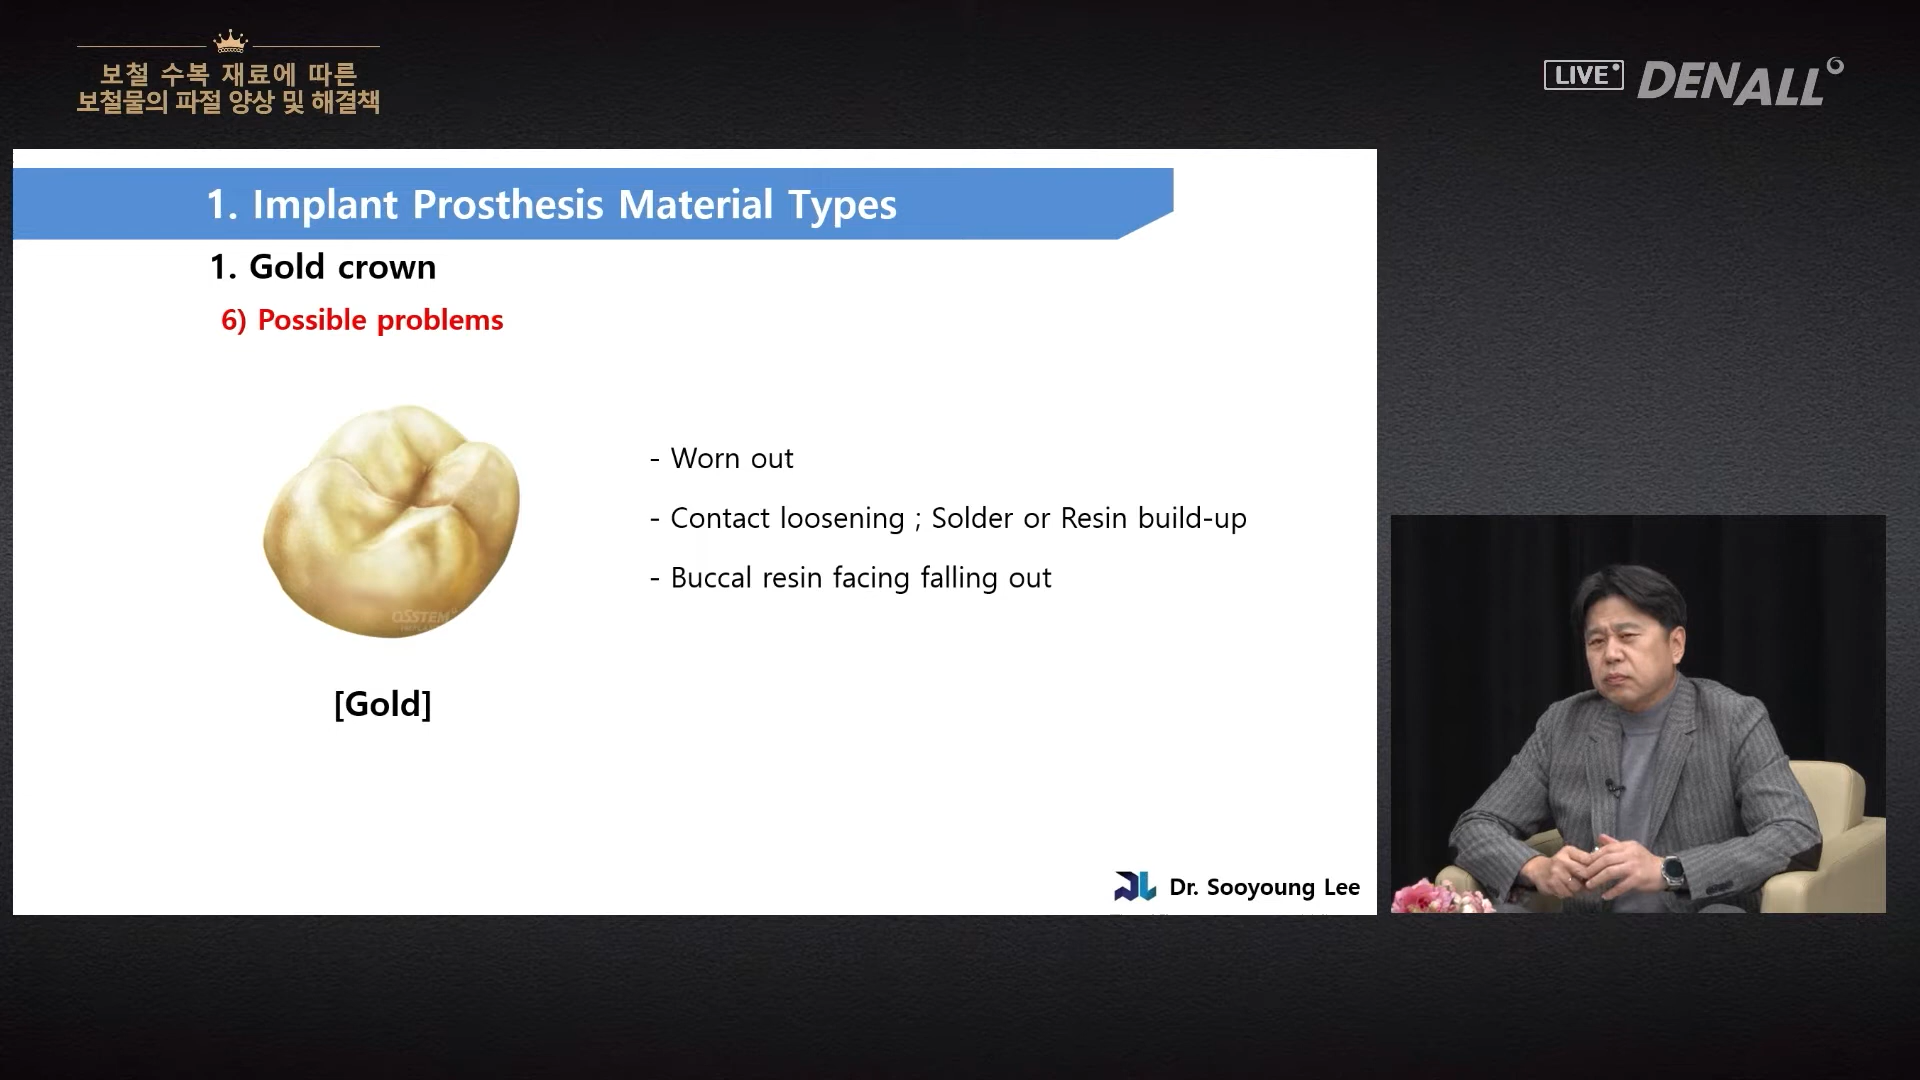 보철 수복 재료에 따른
보철물의 파절 양상 및 해결책
LIVE
DENALL
1. Implant Prosthesis Material Types
1. Gold crown
6) Possible problems
- Worn out
- Contact loosening ; Solder or Resin build-up
- Buccal resin facing falling out
OSSTEM
IMPLANT
[Gold]
Dr. Sooyoung Lee